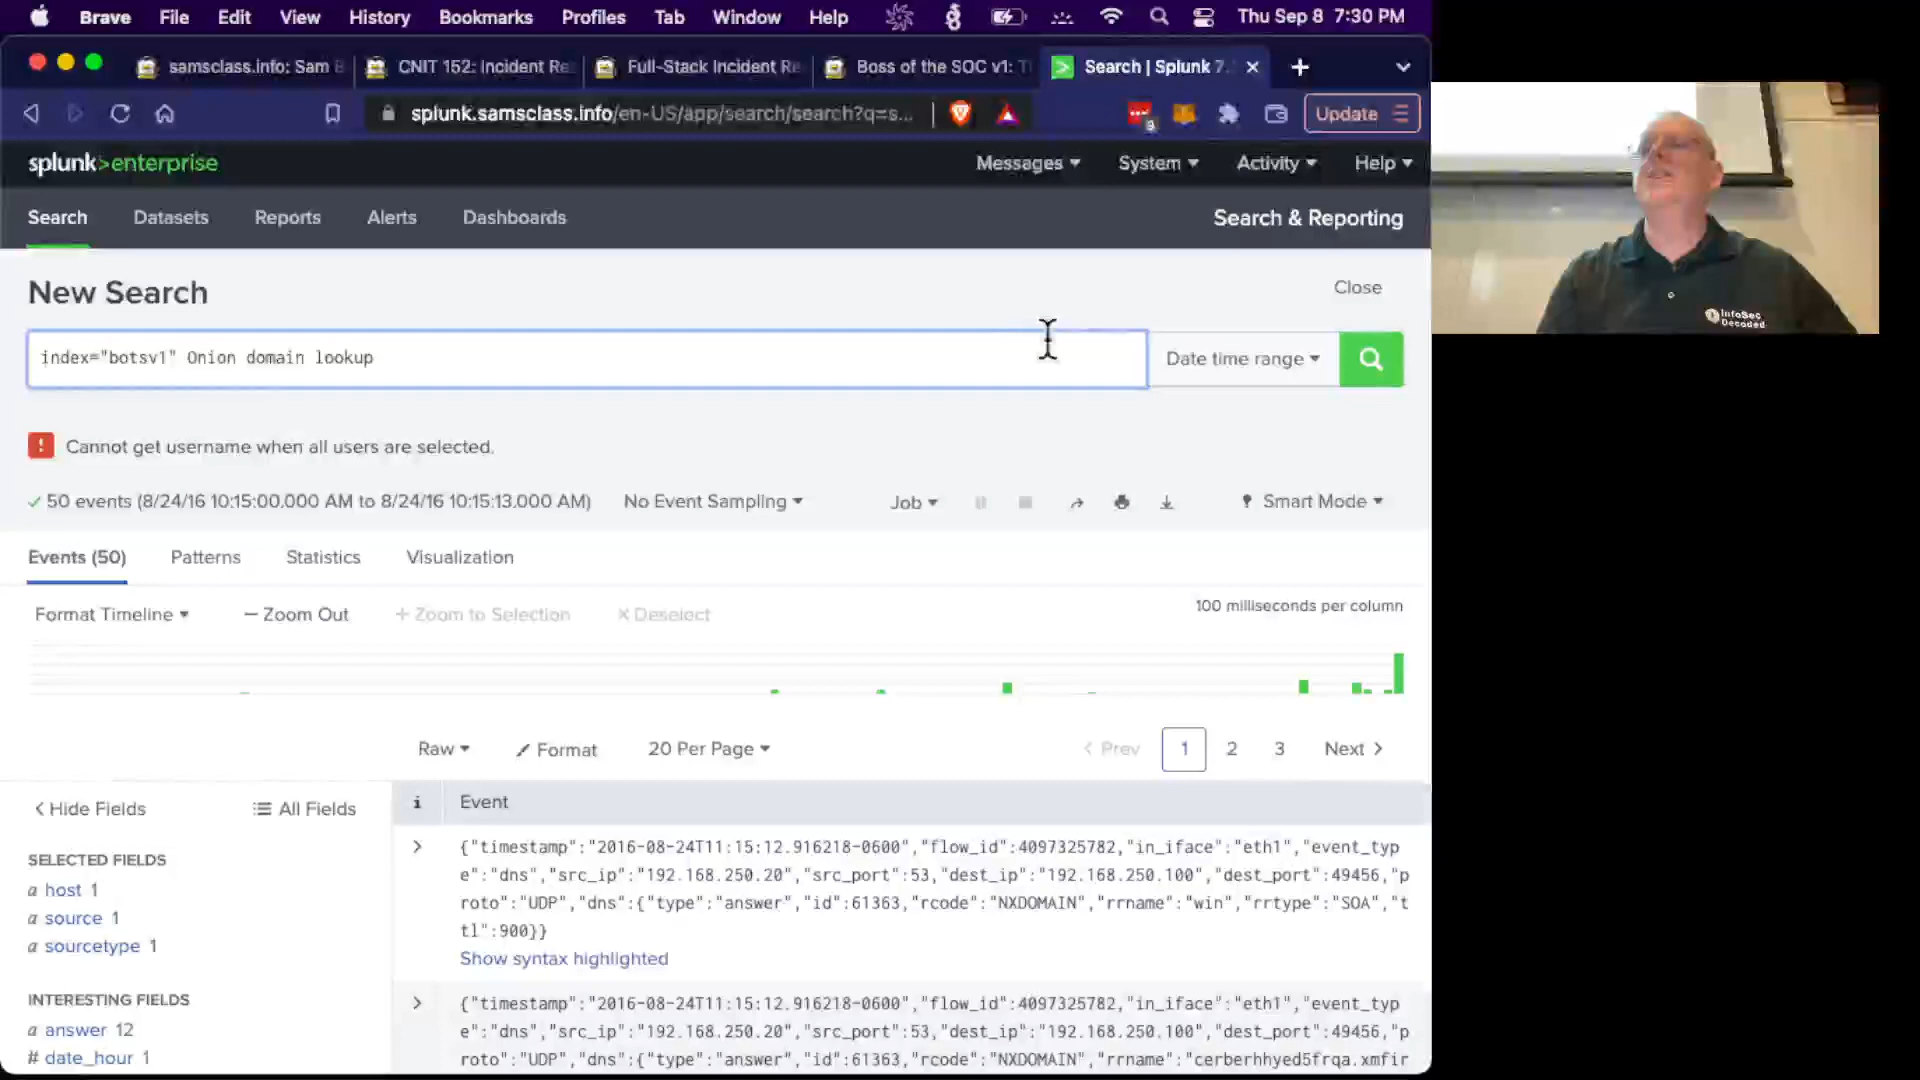 Brave File Edit View History Bookmarks Profiles Tab Window Help Thu Sep 8 7:30 PM
samsclass.info: Sam B CNIT 152: Incident Re Full-Stack Incident Re Boss of the SOC v1: T Search | Splunk 7.
splunk.samsclass.info/en-US/app/search/search?q=s... Update
splunk>enterprise Messages System Activity Help
Search Datasets Reports Alerts Dashboards Search & Reporting
New Search Close
index="botsv1" Onion domain lookup Date time range
Cannot get username when all users are selected.
50 events (8/24/16 10:15:00.000 AM to 8/24/16 10:15:13.000 AM) No Event Sampling Job Smart Mode
Events (50) Patterns Statistics Visualization
Format Timeline — Zoom Out + Zoom to Selection × Deselect 100 milliseconds per column
Raw Format 20 Per Page < Prev 1 2 3 Next >
< Hide Fields All Fields i Event
SELECTED FIELDS
a host 1
a source 1
a sourcetype 1
INTERESTING FIELDS
a answer 12
# date_hour 1
{"timestamp":"2016-08-24T11:15:12.916218-0600","flow_id":4097325782,"in_iface":"eth1","event_typ
e":"dns","src_ip":"192.168.250.20","src_port":53,"dest_ip":"192.168.250.100","dest_port":49456,"p
roto":"UDP","dns":{"type":"answer","id":61363,"rcode":"NXDOMAIN","rrname":"win","rrtype":"SOA","t
tl":900}}
Show syntax highlighted
{"timestamp":"2016-08-24T11:15:12.916218-0600","flow_id":4097325782,"in_iface":"eth1","event_typ
e":"dns","src_ip":"192.168.250.20","src_port":53,"dest_ip":"192.168.250.100","dest_port":49456,"p
roto":"UDP","dns":{"type":"answer","id":61363,"rcode":"NXDOMAIN","rrname":"cerberhhyed5frqa.xmfir
InfoSec
Decoded